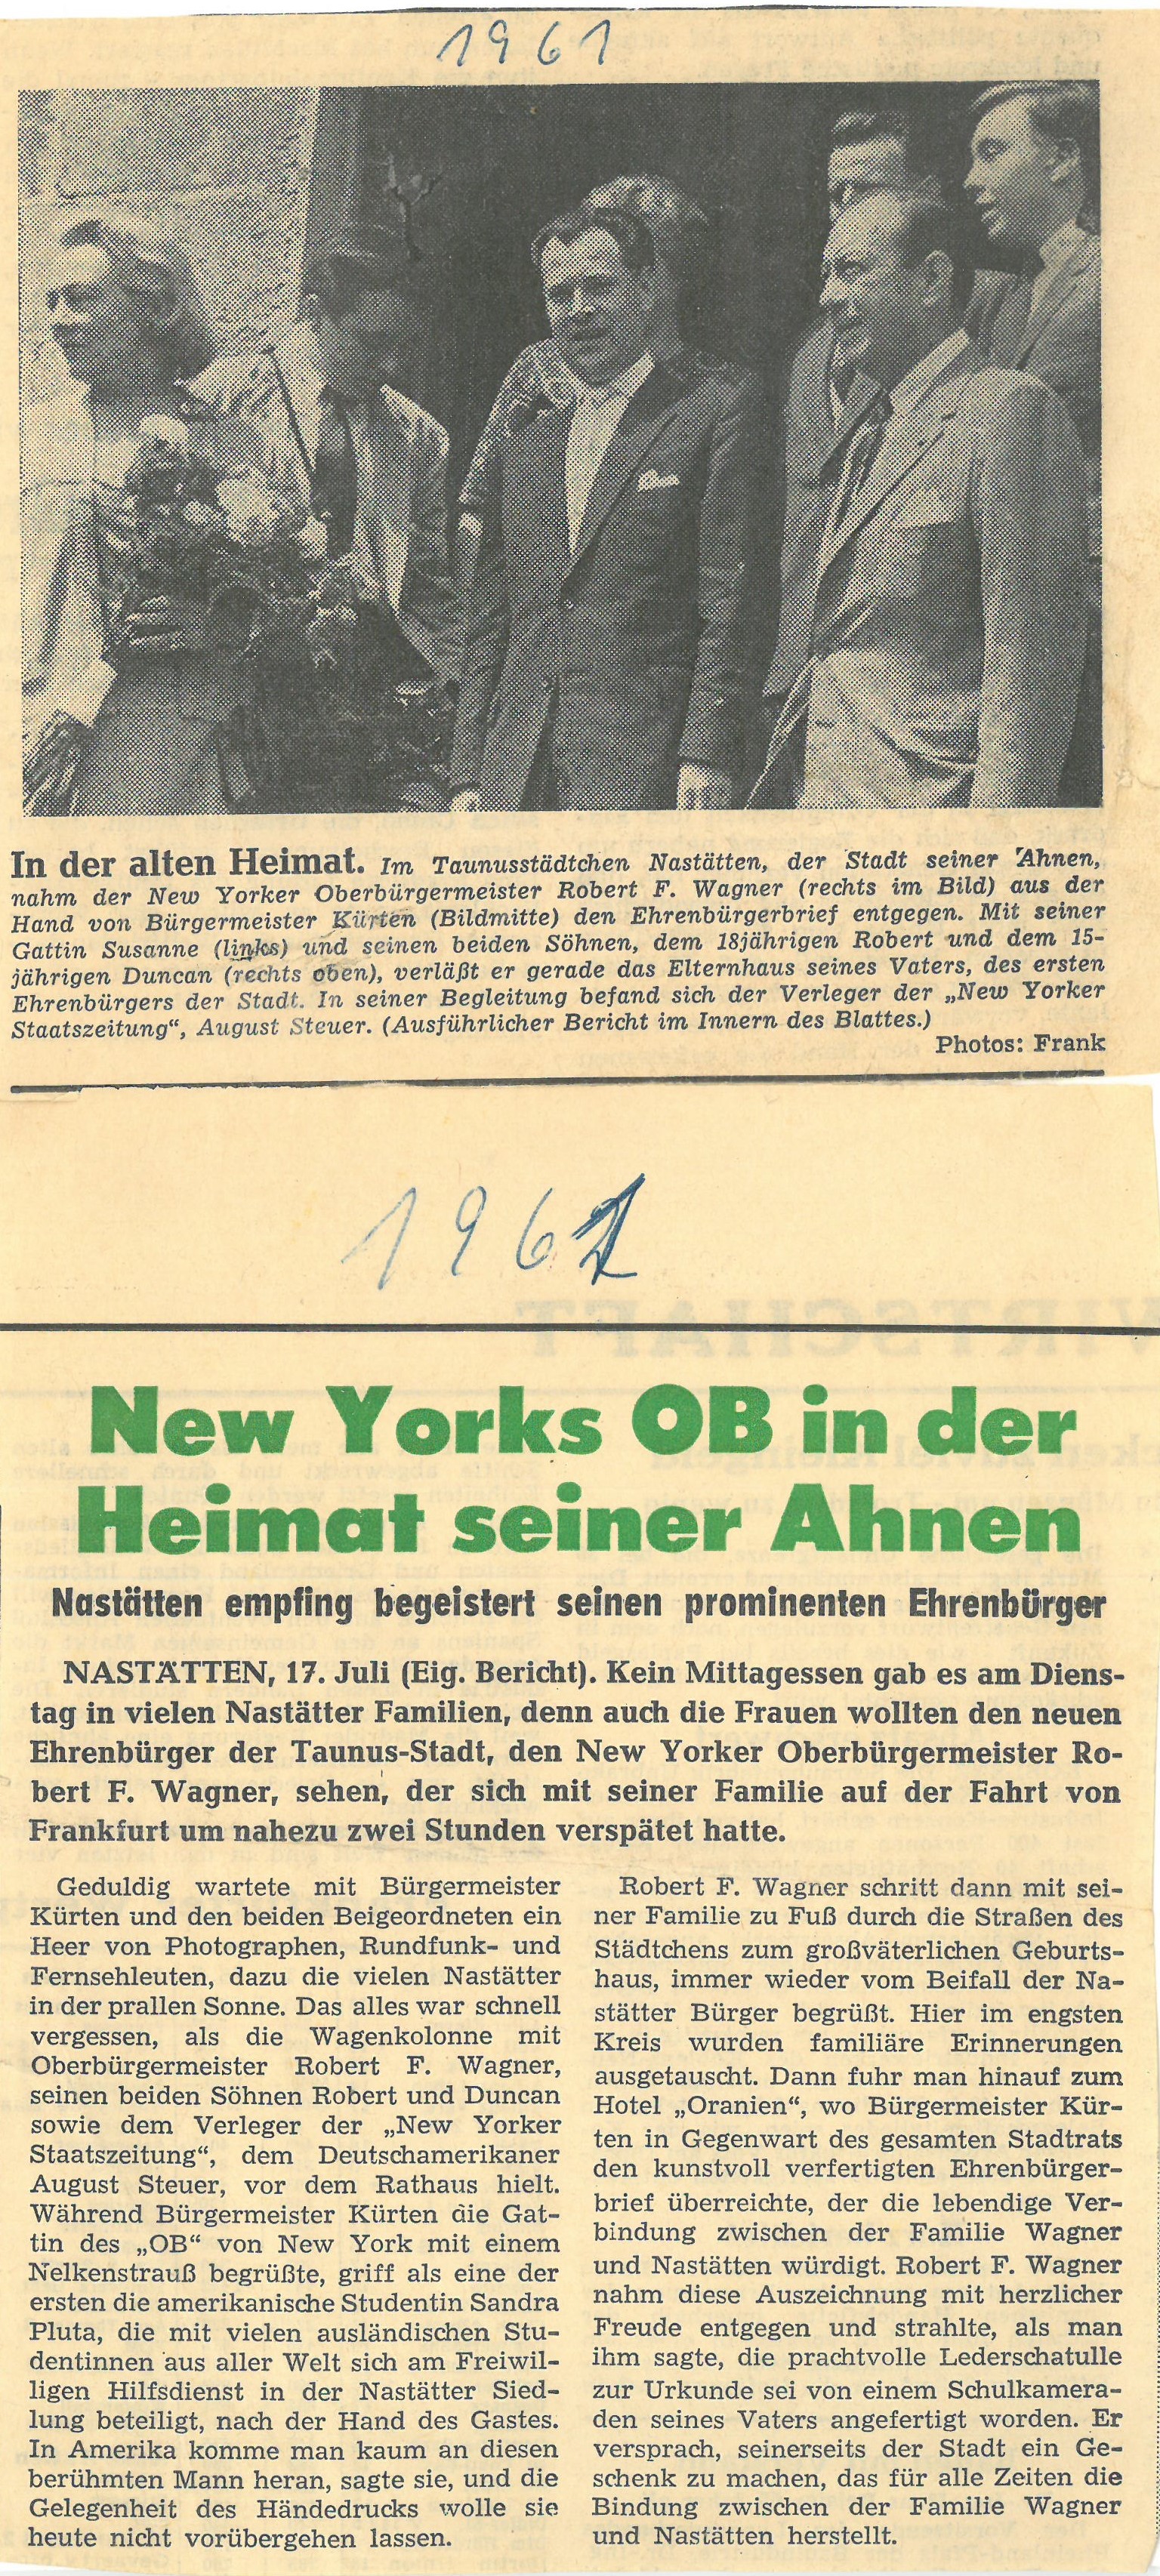 1961
In der alten Heimat. Im Taunusstädtchen Nastätten, der Stadt seiner Ahnen,
nahm der New Yorker Oberbürgermeister Robert F. Wagner (rechts im Bild) aus der
Hand von Bürgermeister Kürten (Bildmitte) den Ehrenbürgerbrief entgegen. Mit seiner
Gattin Susanne (links) und seinen beiden Söhnen, dem 18jährigen Robert und dem 15-
jährigen Duncan (rechts oben), verläßt er gerade das Elternhaus seines Vaters, des ersten
Ehrenbürgers der Stadt. In seiner Begleitung befand sich der Verleger der „New Yorker
Staatszeitung“, August Steuer. (Ausführlicher Bericht im Innern des Blattes.)
Photos: Frank
1961
New Yorks OB in der
Heimat seiner Ahnen
Nastätten empfing begeistert seinen prominenten Ehrenbürger
NASTÄTTEN, 17. Juli (Eig. Bericht). Kein Mittagessen gab es am Diens-
tag in vielen Nastätter Familien, denn auch die Frauen wollten den neuen
Ehrenbürger der Taunus-Stadt, den New Yorker Oberbürgermeister Ro-
bert F. Wagner, sehen, der sich mit seiner Familie auf der Fahrt von
Frankfurt um nahezu zwei Stunden verspätet hatte.
Geduldig wartete mit Bürgermeister
Kürten und den beiden Beigeordneten ein
Heer von Photographen, Rundfunk- und
Fernsehleuten, dazu die vielen Nastätter
in der prallen Sonne. Das alles war schnell
vergessen, als die Wagenkolonne mit
Oberbürgermeister Robert F. Wagner,
seinen beiden Söhnen Robert und Duncan
sowie dem Verleger der „New Yorker
Staatszeitung“, dem Deutschamerikaner
August Steuer, vor dem Rathaus hielt.
Während Bürgermeister Kürten die Gat-
tin des „OB“ von New York mit einem
Nelkenstrauß begrüßte, griff als eine der
ersten die amerikanische Studentin Sandra
Pluta, die mit vielen ausländischen Stu-
dentinnen aus aller Welt sich am Freiwil-
ligen Hilfsdienst in der Nastätter Sied-
lung beteiligt, nach der Hand des Gastes.
In Amerika komme man kaum an diesen
berühmten Mann heran, sagte sie, und die
Gelegenheit des Händedrucks wolle sie
heute nicht vorübergehen lassen.
Robert F. Wagner schritt dann mit sei-
ner Familie zu Fuß durch die Straßen des
Städtchens zum großväterlichen Geburts-
haus, immer wieder vom Beifall der Na-
stätter Bürger begrüßt. Hier im engsten
Kreis wurden familiäre Erinnerungen
ausgetauscht. Dann fuhr man hinauf zum
Hotel „Oranien“, wo Bürgermeister Kür-
ten in Gegenwart des gesamten Stadtrats
den kunstvoll verfertigten Ehrenbürger-
brief überreichte, der die lebendige Ver-
bindung zwischen der Familie Wagner
und Nastätten würdigt. Robert F. Wagner
nahm diese Auszeichnung mit herzlicher
Freude entgegen und strahlte, als man
ihm sagte, die prachtvolle Lederschatulle
zur Urkunde sei von einem Schulkamera-
den seines Vaters angefertigt worden. Er
versprach, seinerseits der Stadt ein Ge-
schenk zu machen, das für alle Zeiten die
Bindung zwischen der Familie Wagner
und Nastätten herstellt.